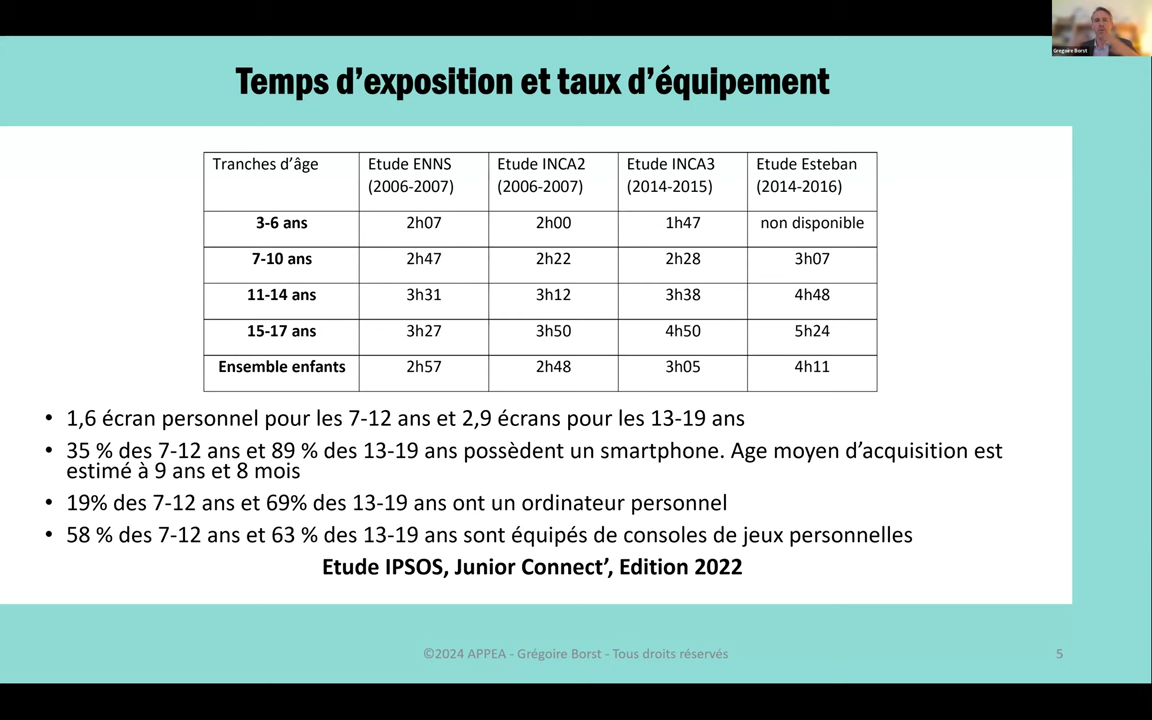 Grégoire Borst
Temps d’exposition et taux d’équipement
Tranches d’âge Etude ENNS (2006-2007) Etude INCA2 (2006-2007) Etude INCA3 (2014-2015) Etude Esteban (2014-2016)
3-6 ans 2h07 2h00 1h47 non disponible
7-10 ans 2h47 2h22 2h28 3h07
11-14 ans 3h31 3h12 3h38 4h48
15-17 ans 3h27 3h50 4h50 5h24
Ensemble enfants 2h57 2h48 3h05 4h11
• 1,6 écran personnel pour les 7-12 ans et 2,9 écrans pour les 13-19 ans
• 35 % des 7-12 ans et 89 % des 13-19 ans possèdent un smartphone. Age moyen d’acquisition est
estimé à 9 ans et 8 mois
• 19% des 7-12 ans et 69% des 13-19 ans ont un ordinateur personnel
• 58 % des 7-12 ans et 63 % des 13-19 ans sont équipés de consoles de jeux personnelles
Etude IPSOS, Junior Connect’, Edition 2022
©2024 APPEA - Grégoire Borst - Tous droits réservés
5